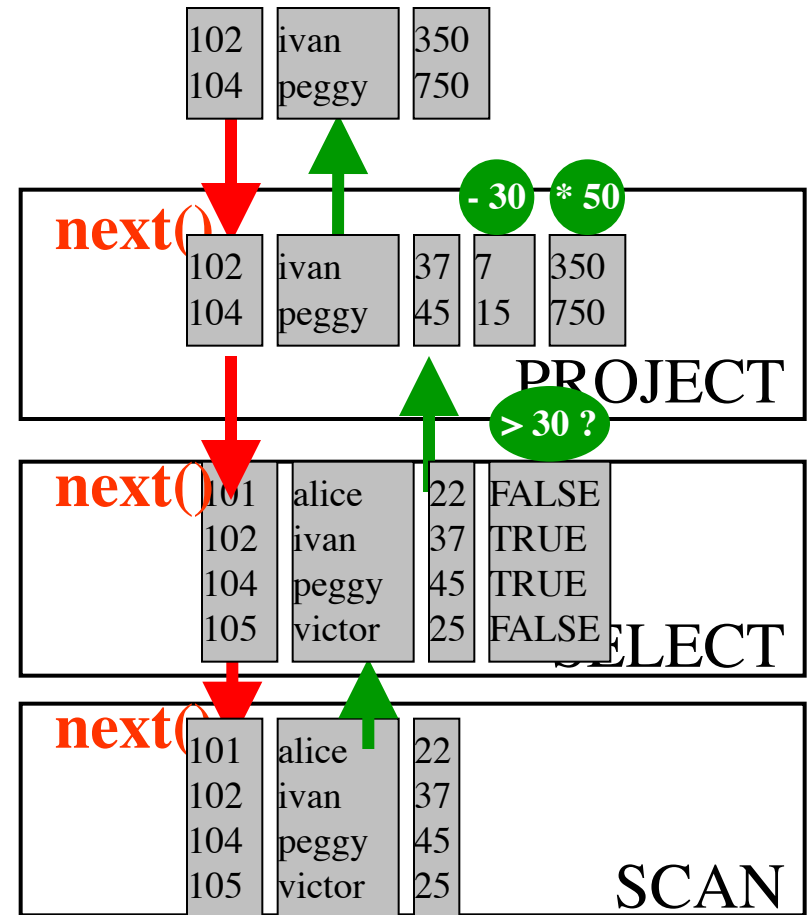 102 ivan 350
104 peggy 750
- 30 * 50
next()
102 ivan 37 7 350
104 peggy 45 15 750
PROJECT
> 30 ?
next()
101 alice 22 FALSE
102 ivan 37 TRUE
104 peggy 45 TRUE
105 victor 25 FALSE
SELECT
next()
101 alice 22
102 ivan 37
104 peggy 45
105 victor 25
SCAN